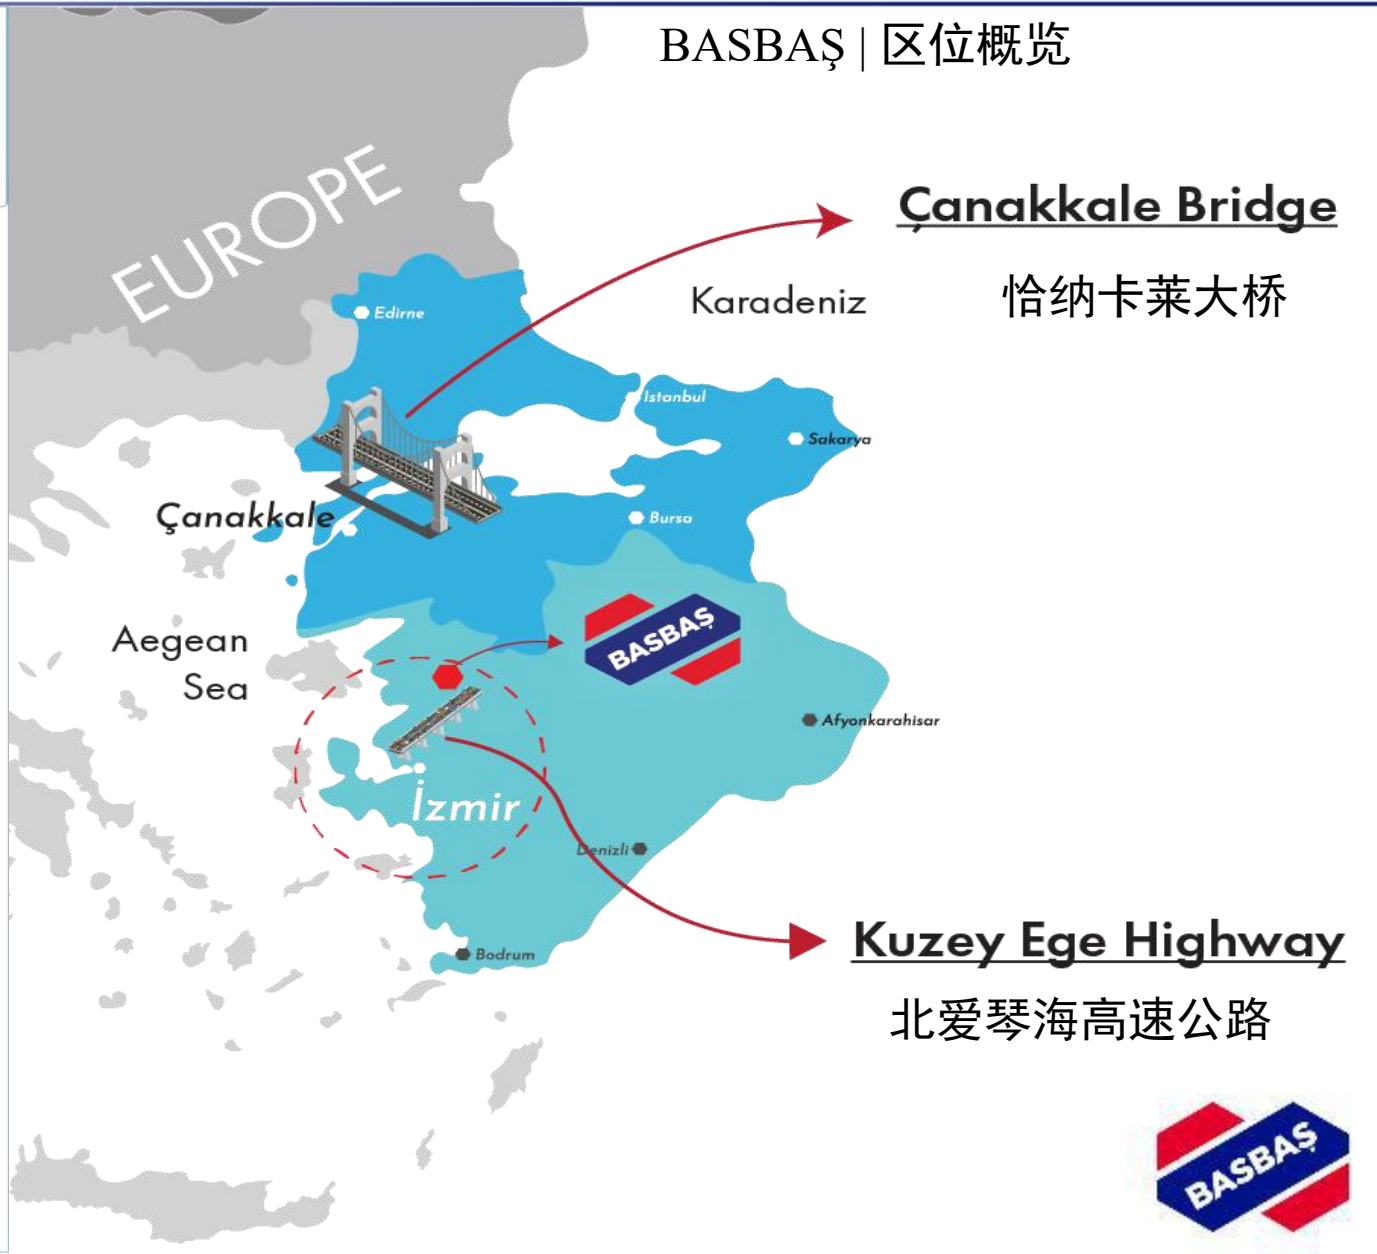 BASBAŞ | 区位概览
EUROPE
Çanakkale Bridge
恰纳卡莱大桥
Karadeniz
Edirne
Istanbul
Sakarya
Çanakkale
Bursa
Aegean
Sea
BASBAŞ
Afyonkarahisar
İzmir
Denizli
Bodrum
Kuzey Ege Highway
北爱琴海高速公路
BASBAŞ